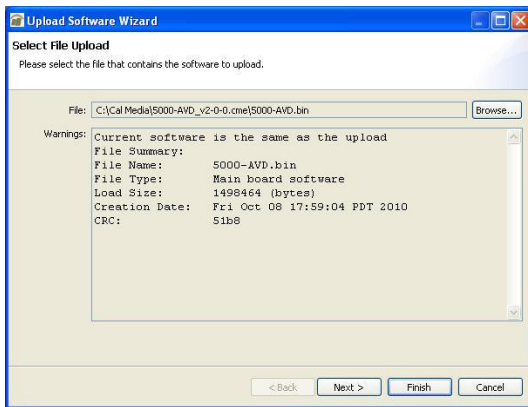 Upload Software Wizard
Select File Upload
Please select the file that contains the software to upload.
File: C:\Cal Media\5000-AVD_v2-0-0.cme\5000-AVD.bin Browse...
Warnings: Current software is the same as the upload
File Summary:
File Name: 5000-AVD.bin
File Type: Main board software
Load Size: 1498464 (bytes)
Creation Date: Fri Oct 08 17:59:04 PDT 2010
CRC: 51b8
< Back Next > Finish Cancel